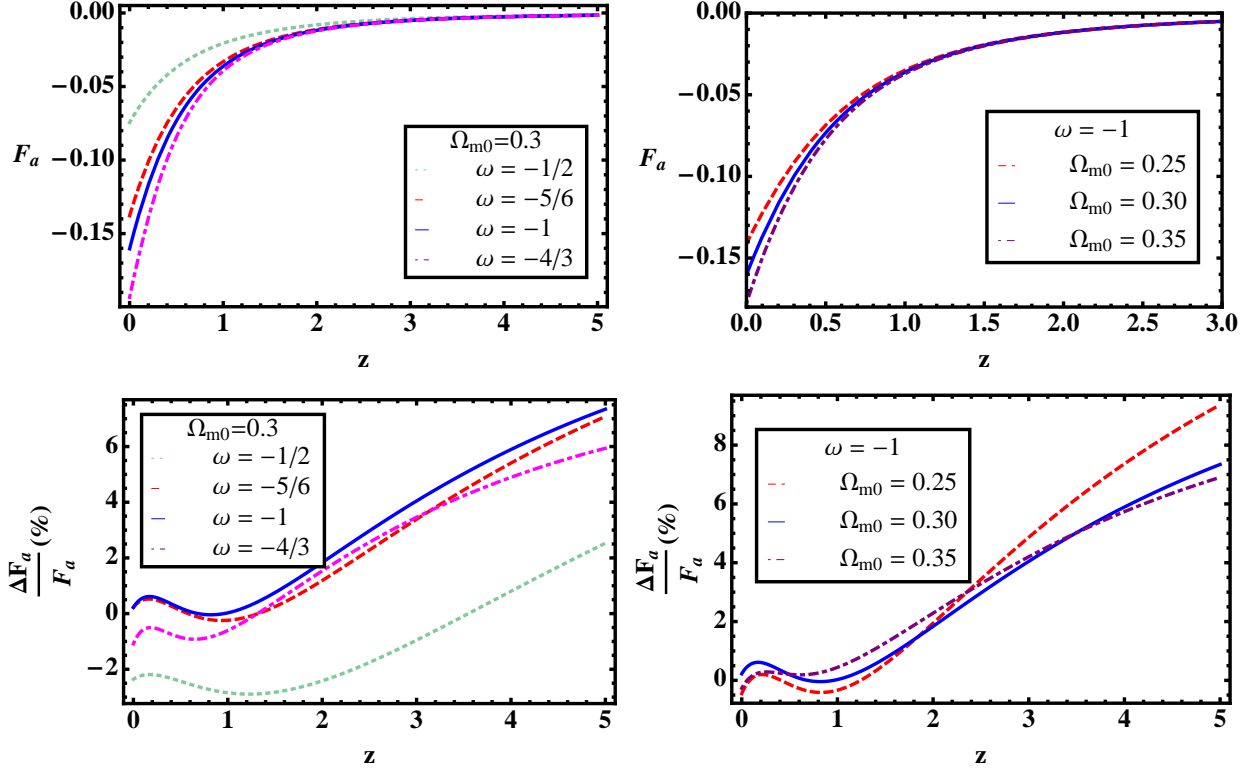 0.00
−0.05
−0.10
−0.15
F_a
Ω_m0=0.3
ω = −1/2
ω = −5/6
ω = −1
ω = −4/3
0 1 2 3 4 5
z
0.00
−0.05
−0.10
−0.15
F_a
ω = −1
Ω_m0 = 0.25
Ω_m0 = 0.30
Ω_m0 = 0.35
0.0 0.5 1.0 1.5 2.0 2.5 3.0
z
6
4
2
0
−2
ΔF_a/F_a (%)
Ω_m0=0.3
ω = −1/2
ω = −5/6
ω = −1
ω = −4/3
0 1 2 3 4 5
z
8
6
4
2
0
ΔF_a/F_a (%)
ω = −1
Ω_m0 = 0.25
Ω_m0 = 0.30
Ω_m0 = 0.35
0 1 2 3 4 5
z